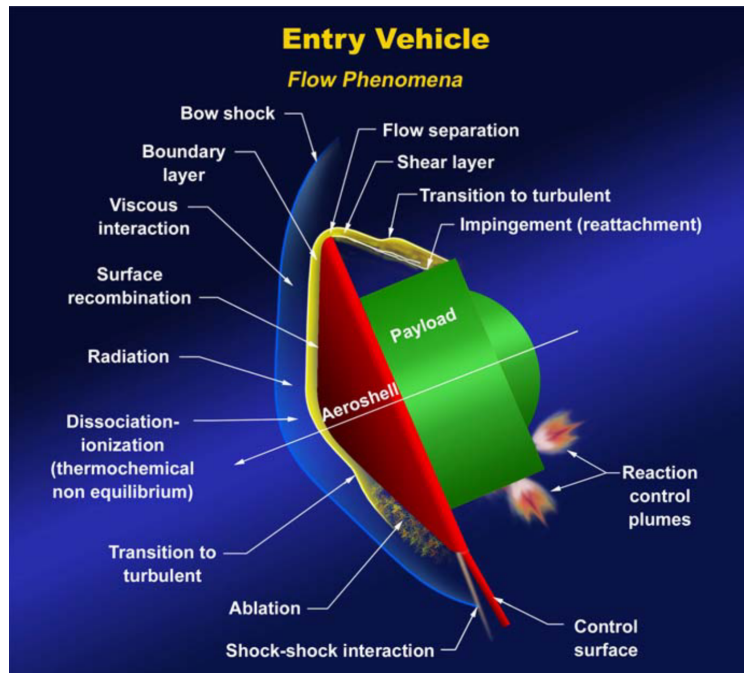 Entry Vehicle
Flow Phenomena
Bow shock
Flow separation
Boundary
layer
Shear layer
Transition to turbulent
Viscous
interaction
Impingement (reattachment)
Surface
recombination
Payload
Radiation
Aeroshell
Dissociation-
ionization
(thermochemical
non equilibrium)
Reaction
control
plumes
Transition to
turbulent
Ablation
Control
surface
Shock-shock interaction